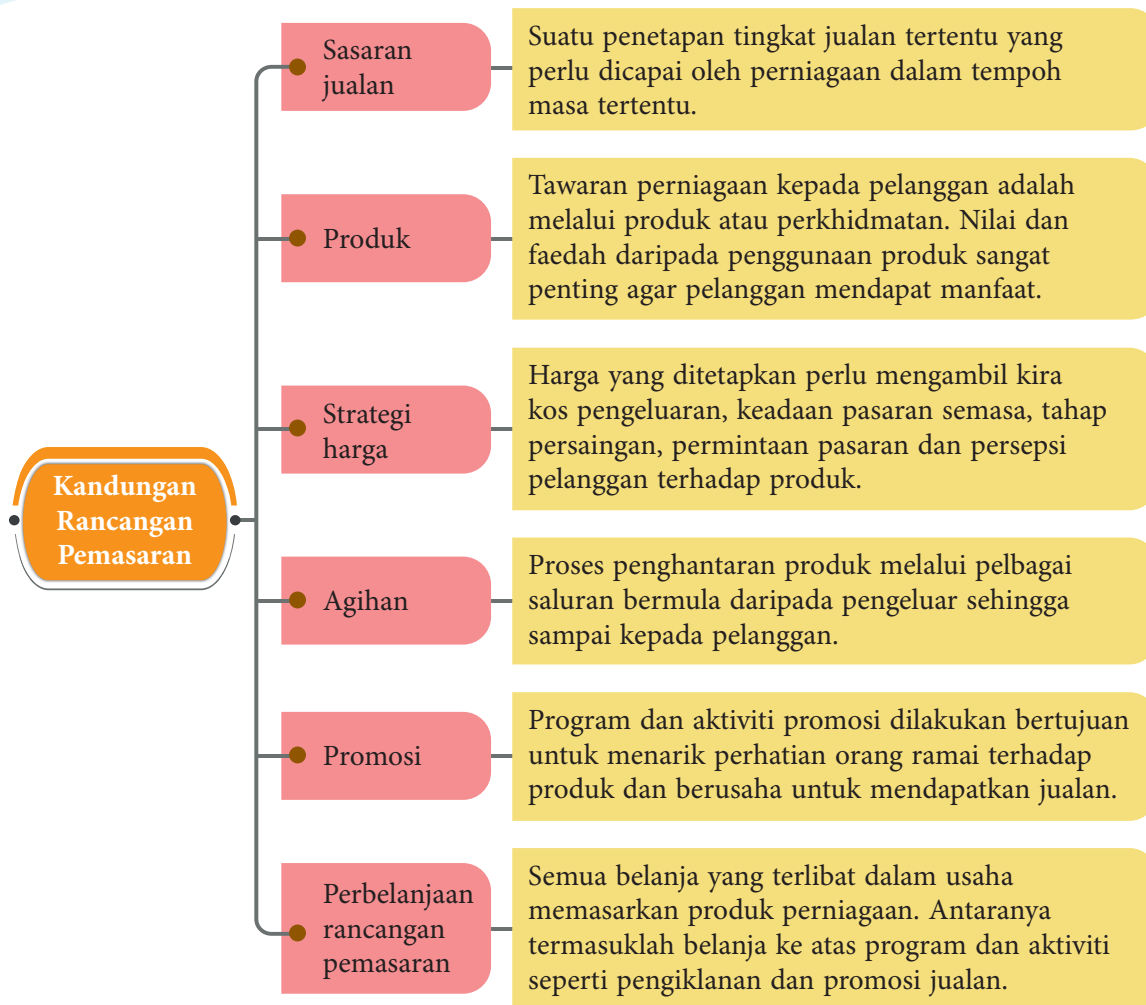 Kandungan
Rancangan
Pemasaran
Sasaran
jualan
Suatu penetapan tingkat jualan tertentu yang
perlu dicapai oleh perniagaan dalam tempoh
masa tertentu.
Produk
Tawaran perniagaan kepada pelanggan adalah
melalui produk atau perkhidmatan. Nilai dan
faedah daripada penggunaan produk sangat
penting agar pelanggan mendapat manfaat.
Strategi
harga
Harga yang ditetapkan perlu mengambil kira
kos pengeluaran, keadaan pasaran semasa, tahap
persaingan, permintaan pasaran dan persepsi
pelanggan terhadap produk.
Agihan
Proses penghantaran produk melalui pelbagai
saluran bermula daripada pengeluar sehingga
sampai kepada pelanggan.
Promosi
Program dan aktiviti promosi dilakukan bertujuan
untuk menarik perhatian orang ramai terhadap
produk dan berusaha untuk mendapatkan jualan.
Perbelanjaan
rancangan
pemasaran
Semua belanja yang terlibat dalam usaha
memasarkan produk perniagaan. Antaranya
termasuklah belanja ke atas program dan aktiviti
seperti pengiklanan dan promosi jualan.